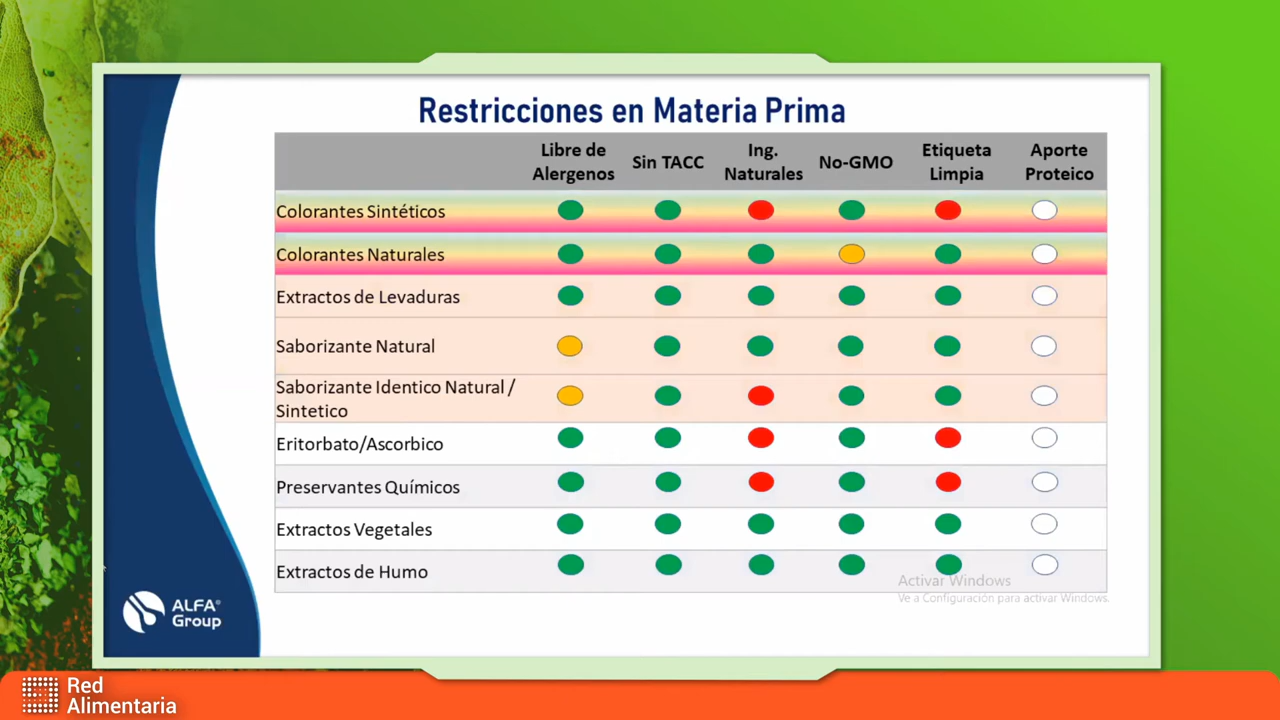 Restricciones en Materia Prima
Libre de Alergenos
Sin TACC
Ing. Naturales
No-GMO
Etiqueta Limpia
Aporte Proteico
Colorantes Sintéticos
Colorantes Naturales
Extractos de Levaduras
Saborizante Natural
Saborizante Identico Natural /
Sintetico
Eritorbato/Ascorbico
Preservantes Químicos
Extractos Vegetales
Extractos de Humo
Activar Windows
Ve a Configuración para activar Windows.
ALFA®
Group
Red
Alimentaria